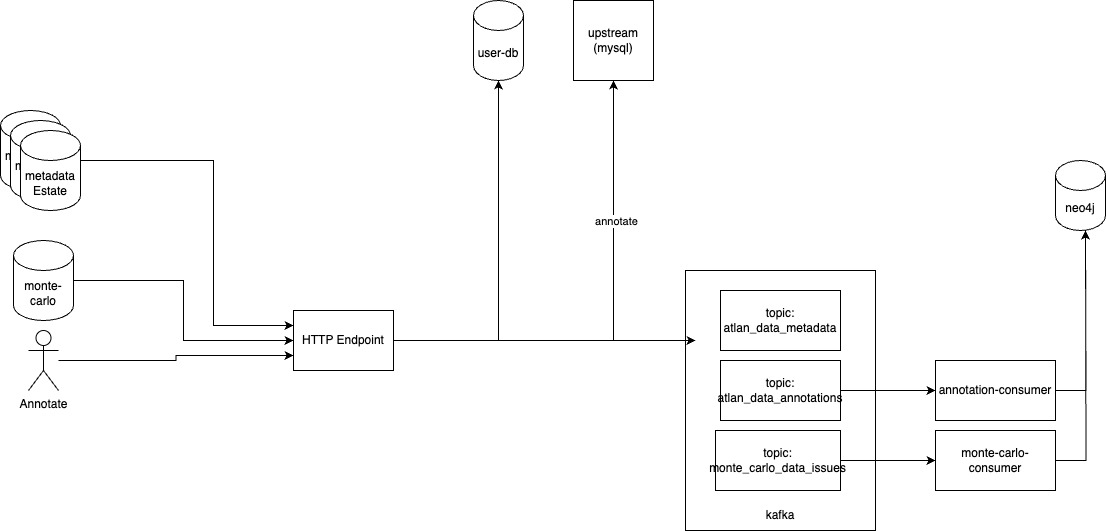 user-db
upstream
(mysql)
m
m
metadata
Estate
annotate
neo4j
monte-
carlo
HTTP Endpoint
topic:
atlan_data_metadata
topic:
atlan_data_annotations
annotation-consumer
Annotate
topic:
monte_carlo_data_issues
monte-carlo-
consumer
kafka